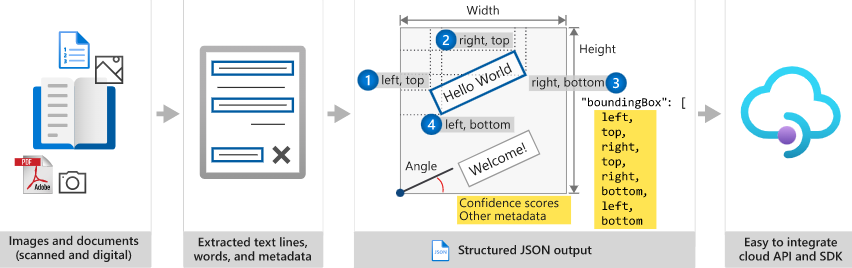 PDF
Adobe
Images and documents
(scanned and digital)
Extracted text lines,
words, and metadata
Width
Height
2 right, top
1 left, top
right, bottom 3
4 left, bottom
Hello World
Welcome!
Angle
Confidence scores
Other metadata
"boundingBox": [
left,
top,
right,
top,
right,
bottom,
left,
bottom
JSON
Structured JSON output
Easy to integrate
cloud API and SDK